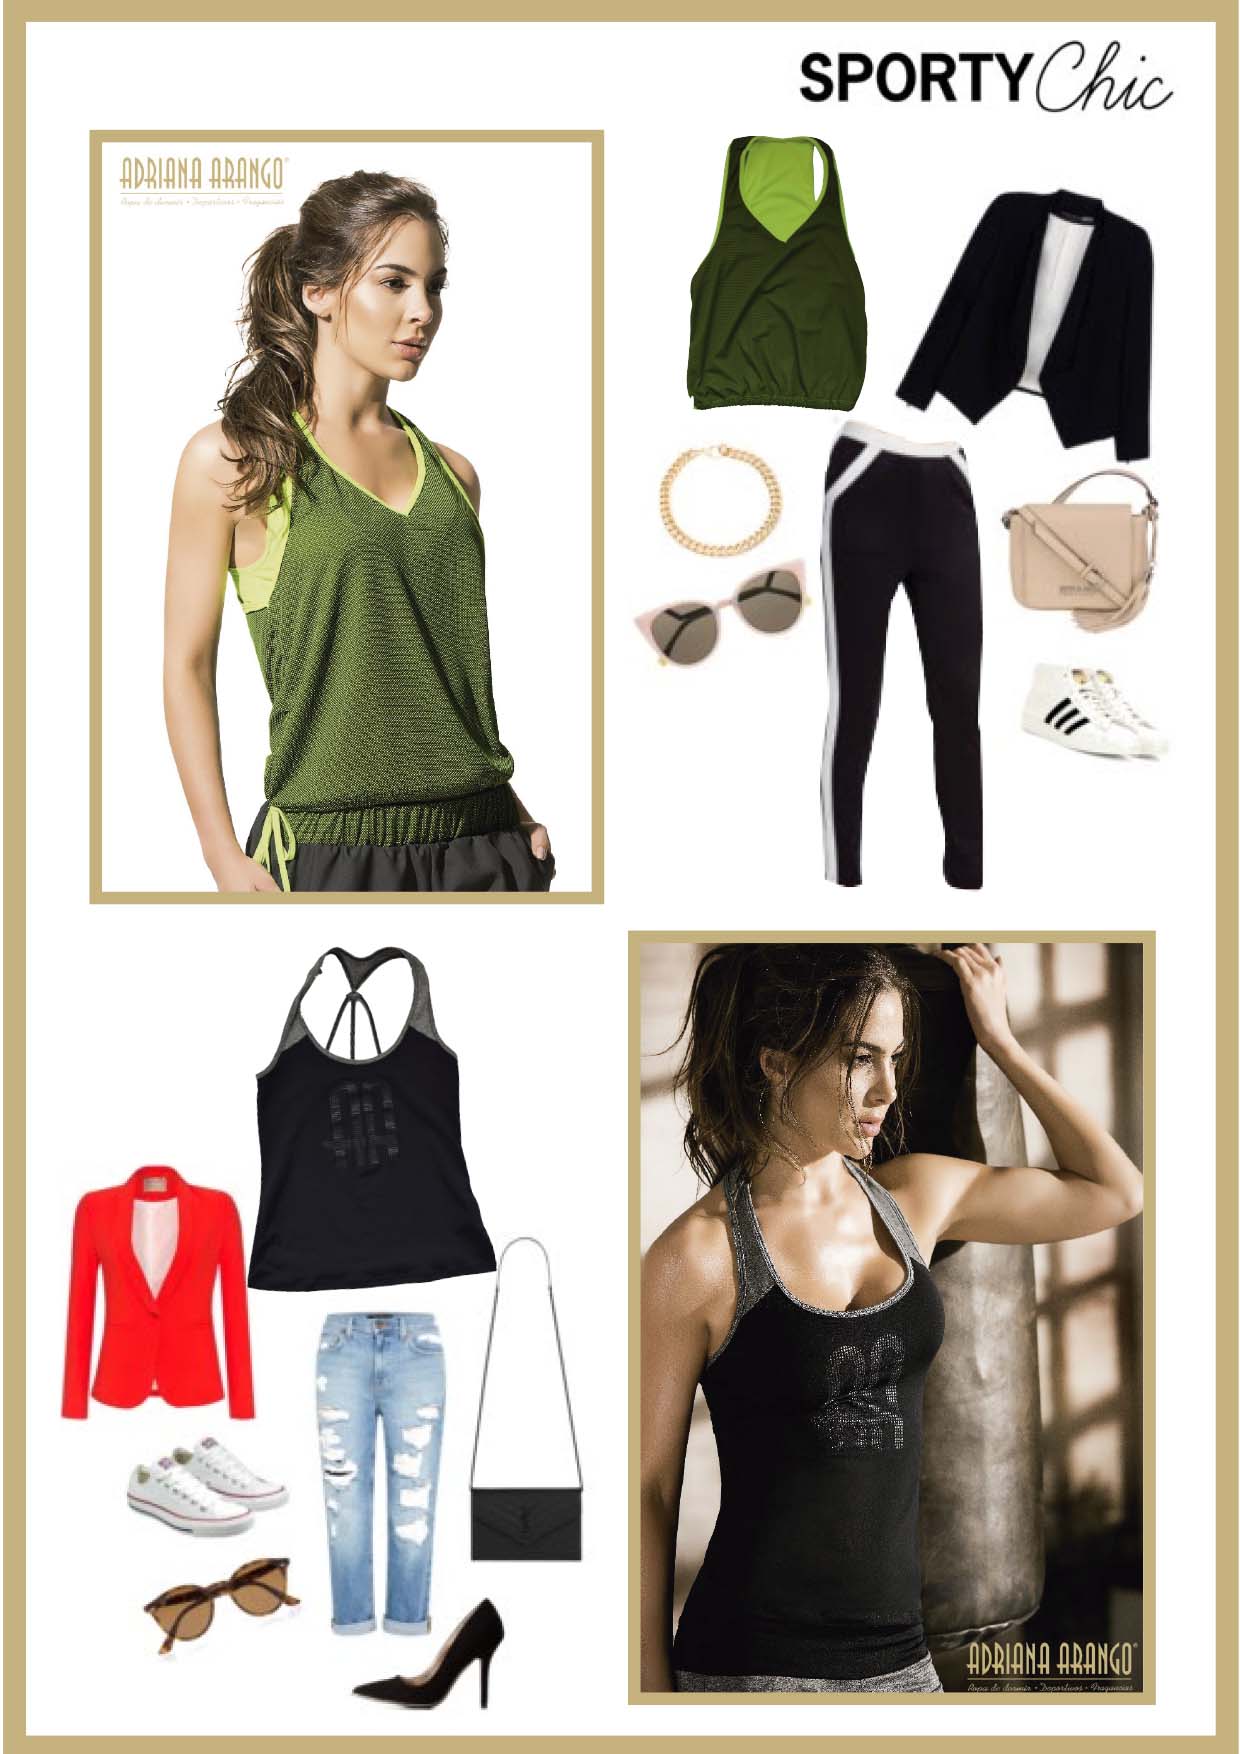 SPORTY Chic
ADRIANA ARANGO®
Ropa de dormir • Deportivos • Fragancias
ADRIANA ARANGO®
Ropa de dormir • Deportivos • Fragancias